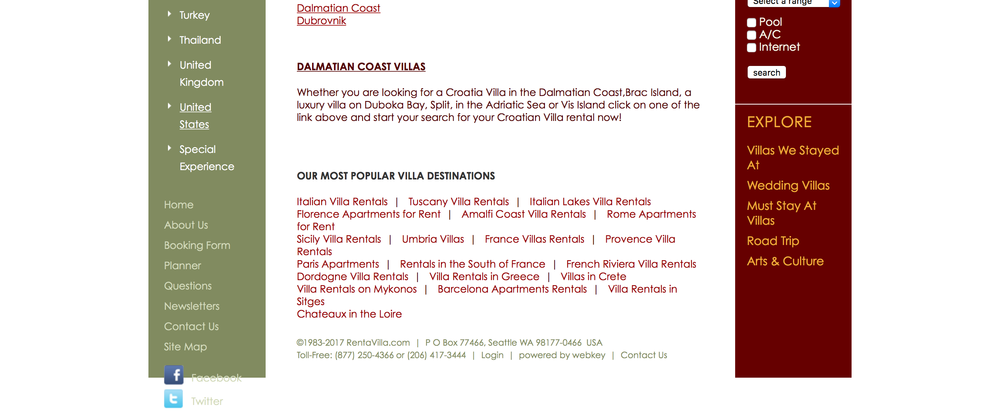 Turkey
Thailand
United
Kingdom
United
States
Special
Experience
Home
About Us
Booking Form
Planner
Questions
Newsletters
Contact Us
Site Map
Facebook
Twitter
Dalmatian Coast
Dubrovnik
DALMATIAN COAST VILLAS
Whether you are looking for a Croatia Villa in the Dalmatian Coast,Brac Island, a
luxury villa on Duboka Bay, Split, in the Adriatic Sea or Vis Island click on one of the
link above and start your search for your Croatian Villa rental now!
OUR MOST POPULAR VILLA DESTINATIONS
Italian Villa Rentals | Tuscany Villa Rentals | Italian Lakes Villa Rentals
Florence Apartments for Rent | Amalfi Coast Villa Rentals | Rome Apartments
for Rent
Sicily Villa Rentals | Umbria Villas | France Villas Rentals | Provence Villa
Rentals
Paris Apartments | Rentals in the South of France | French Riviera Villa Rentals
Dordogne Villa Rentals | Villa Rentals in Greece | Villas in Crete
Villa Rentals on Mykonos | Barcelona Apartments Rentals | Villa Rentals in
Sitges
Chateaux in the Loire
©1983-2017 RentaVilla.com | P O Box 77466, Seattle WA 98177-0466 USA
Toll-Free: (877) 250-4366 or (206) 417-3444 | Login | powered by webkey | Contact Us
Select a range
Pool
A/C
Internet
search
EXPLORE
Villas We Stayed
At
Wedding Villas
Must Stay At
Villas
Road Trip
Arts & Culture